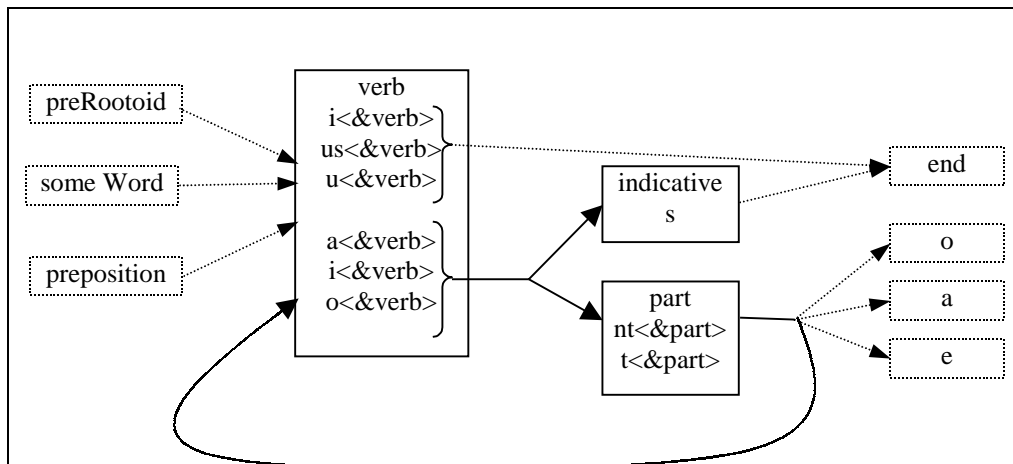 preRootoid
some Word
preposition
verb
i<&verb>
us<&verb>
u<&verb>
a<&verb>
i<&verb>
o<&verb>
indicative
s
part
nt<&part>
t<&part>
end
o
a
e